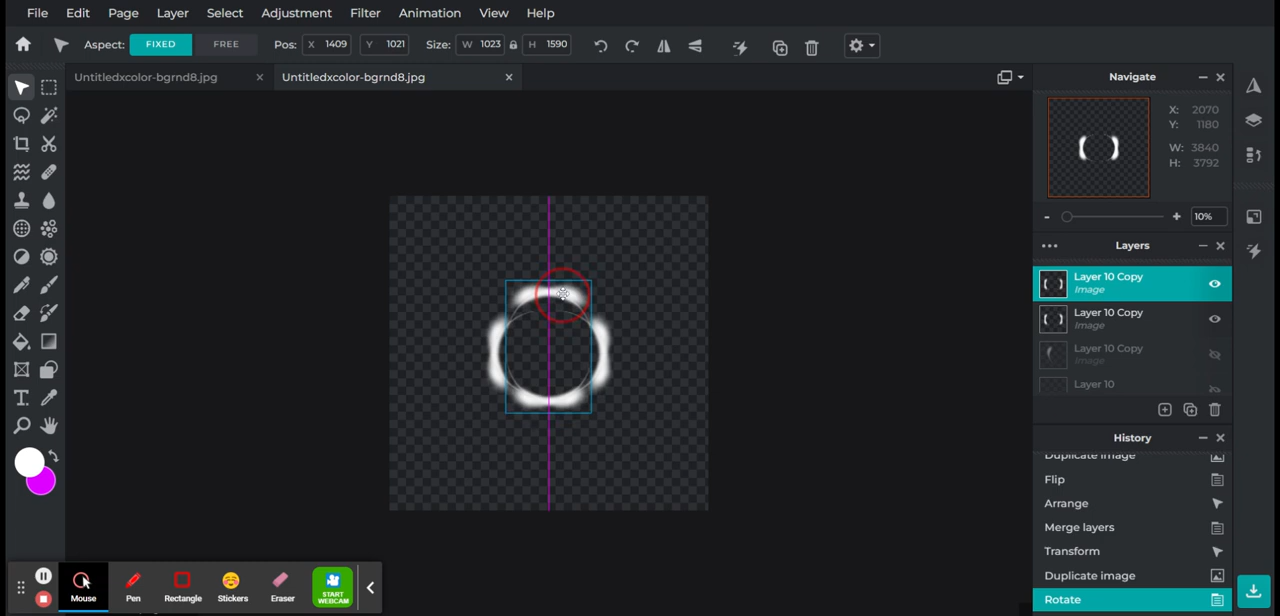 File Edit Page Layer Select Adjustment Filter Animation View Help
Aspect: FIXED FREE Pos: X 1409 Y 1021 Size: W 1023 H 1590
Untitledxcolor-bgrnd8.jpg × Untitledxcolor-bgrnd8.jpg ×
Navigate
X: 2070
Y: 1180
W: 3840
H: 3792
- + 10%
Layers
Layer 10 Copy
Image
Layer 10 Copy
Image
Layer 10 Copy
Image
Layer 10
History
Duplicate image
Flip
Arrange
Merge layers
Transform
Duplicate image
Rotate
Mouse Pen Rectangle Stickers Eraser START
WEBCAM